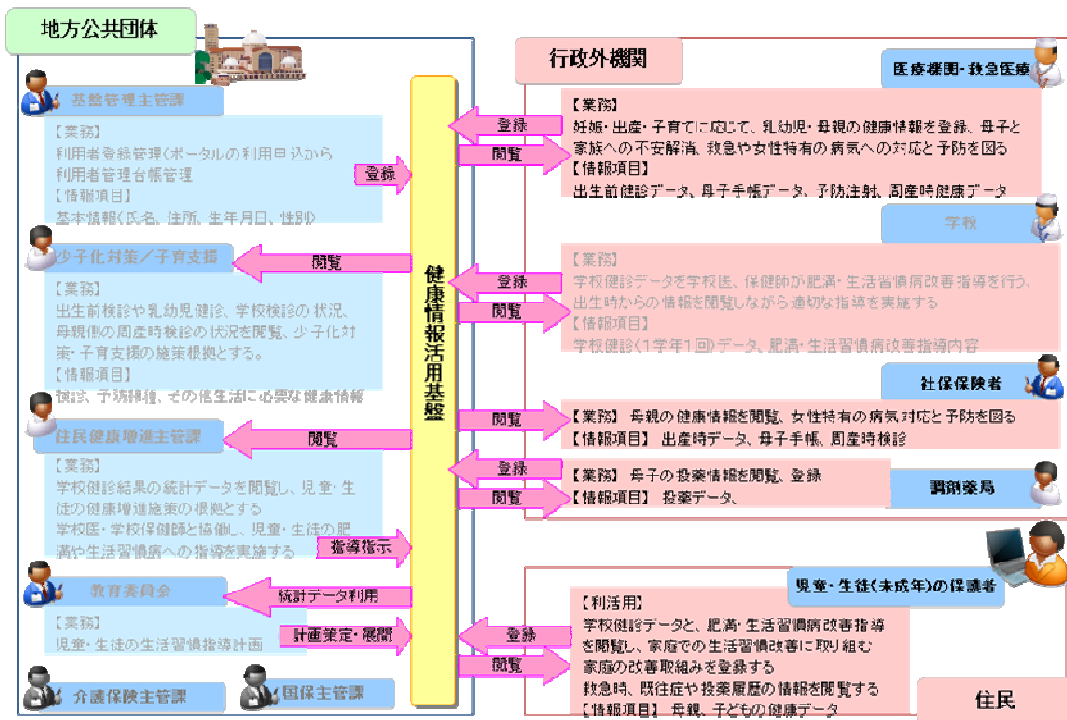 地方公共団体
基盤管理主管課
【業務】
利用者登録管理(ポータルの利用申込から
利用者管理台帳管理
【情報項目】
基本情報(氏名、住所、生年月日、性別)
登録
少子化対策/子育支援
閲覧
【業務】
出生前検診や乳幼児健診、学校検診の状況、
母親側の周産時検診の状況を閲覧、少子化対
策・子育支援の施策根拠とする。
【情報項目】
検診、予防接種、その他生活に必要な健康情報
住民健康増進主管課
閲覧
【業務】
学校健診結果の統計データを閲覧し、児童・生
徒の健康増進施策の根拠とする
学校医・学校保健師と協働し、児童・生徒の肥
満や生活習慣病への指導を実施する
指導指示
教育委員会
統計データ利用
【業務】
児童・生徒の生活習慣指導計画
計画策定・展開
介護保険主管課
国保主管課
健康情報活用基盤
行政外機関
医療機関・救急医療
登録
閲覧
【業務】
妊娠・出産・子育てに応じて、乳幼児・母親の健康情報を登録、母子と
家族への不安解消、救急や女性特有の病気への対応と予防を図る
【情報項目】
出生前健診データ、母子手帳データ、予防注射、周産時健康データ
学校
登録
閲覧
【業務】
学校健診データを学校医、保健師が肥満・生活習慣病改善指導を行う、
出生時からの情報を閲覧しながら適切な指導を実施する
【情報項目】
学校健診(1学年1回)データ、肥満・生活習慣病改善指導内容
社保保険者
閲覧
【業務】 母親の健康情報を閲覧、女性特有の病気対応と予防を図る
【情報項目】 出産時データ、母子手帳、周産時検診
登録
閲覧
【業務】 母子の投薬情報を閲覧、登録
【情報項目】 投薬データ、
調剤薬局
児童・生徒(未成年)の保護者
登録
閲覧
【利活用】
学校健診データと、肥満・生活習慣病改善指導
を閲覧し、家庭での生活習慣改善に取り組む
家庭の改善取組みを登録する
救急時、既往症や投薬履歴の情報を閲覧する
【情報項目】 母親、子どもの健康データ
住民